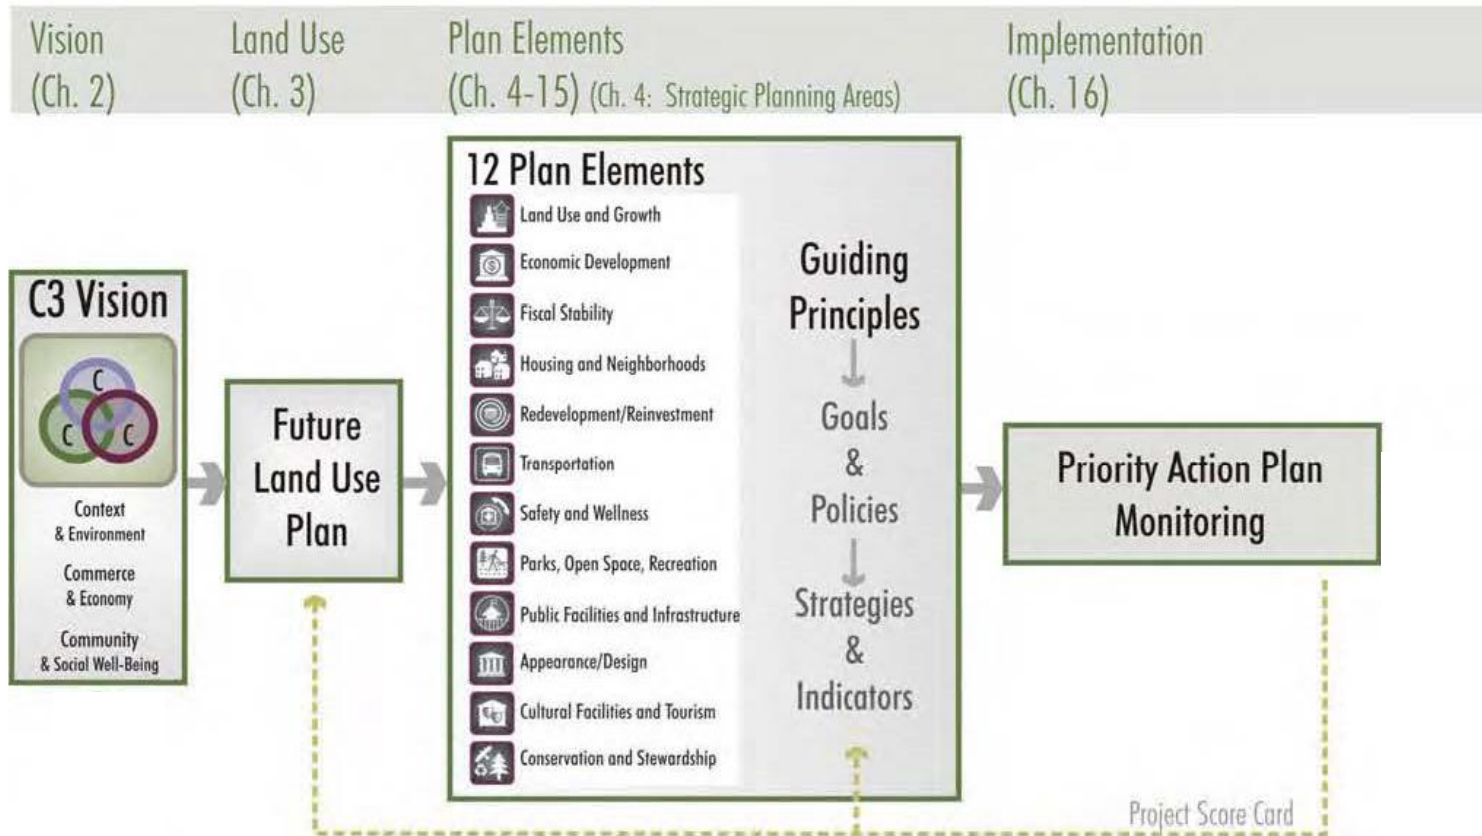 Vision
(Ch. 2)
Land Use
(Ch. 3)
Plan Elements
(Ch. 4-15) (Ch. 4: Strategic Planning Areas)
Implementation
(Ch. 16)
C3 Vision
C
C
C
Context
& Environment
Commerce
& Economy
Community
& Social Well-Being
Future
Land Use
Plan
12 Plan Elements
Land Use and Growth
Economic Development
Fiscal Stability
Housing and Neighborhoods
Redevelopment/Reinvestment
Transportation
Safety and Wellness
Parks, Open Space, Recreation
Public Facilities and Infrastructure
Appearance/Design
Cultural Facilities and Tourism
Conservation and Stewardship
Guiding
Principles
Goals
&
Policies
Strategies
&
Indicators
Priority Action Plan
Monitoring
Project Score Card